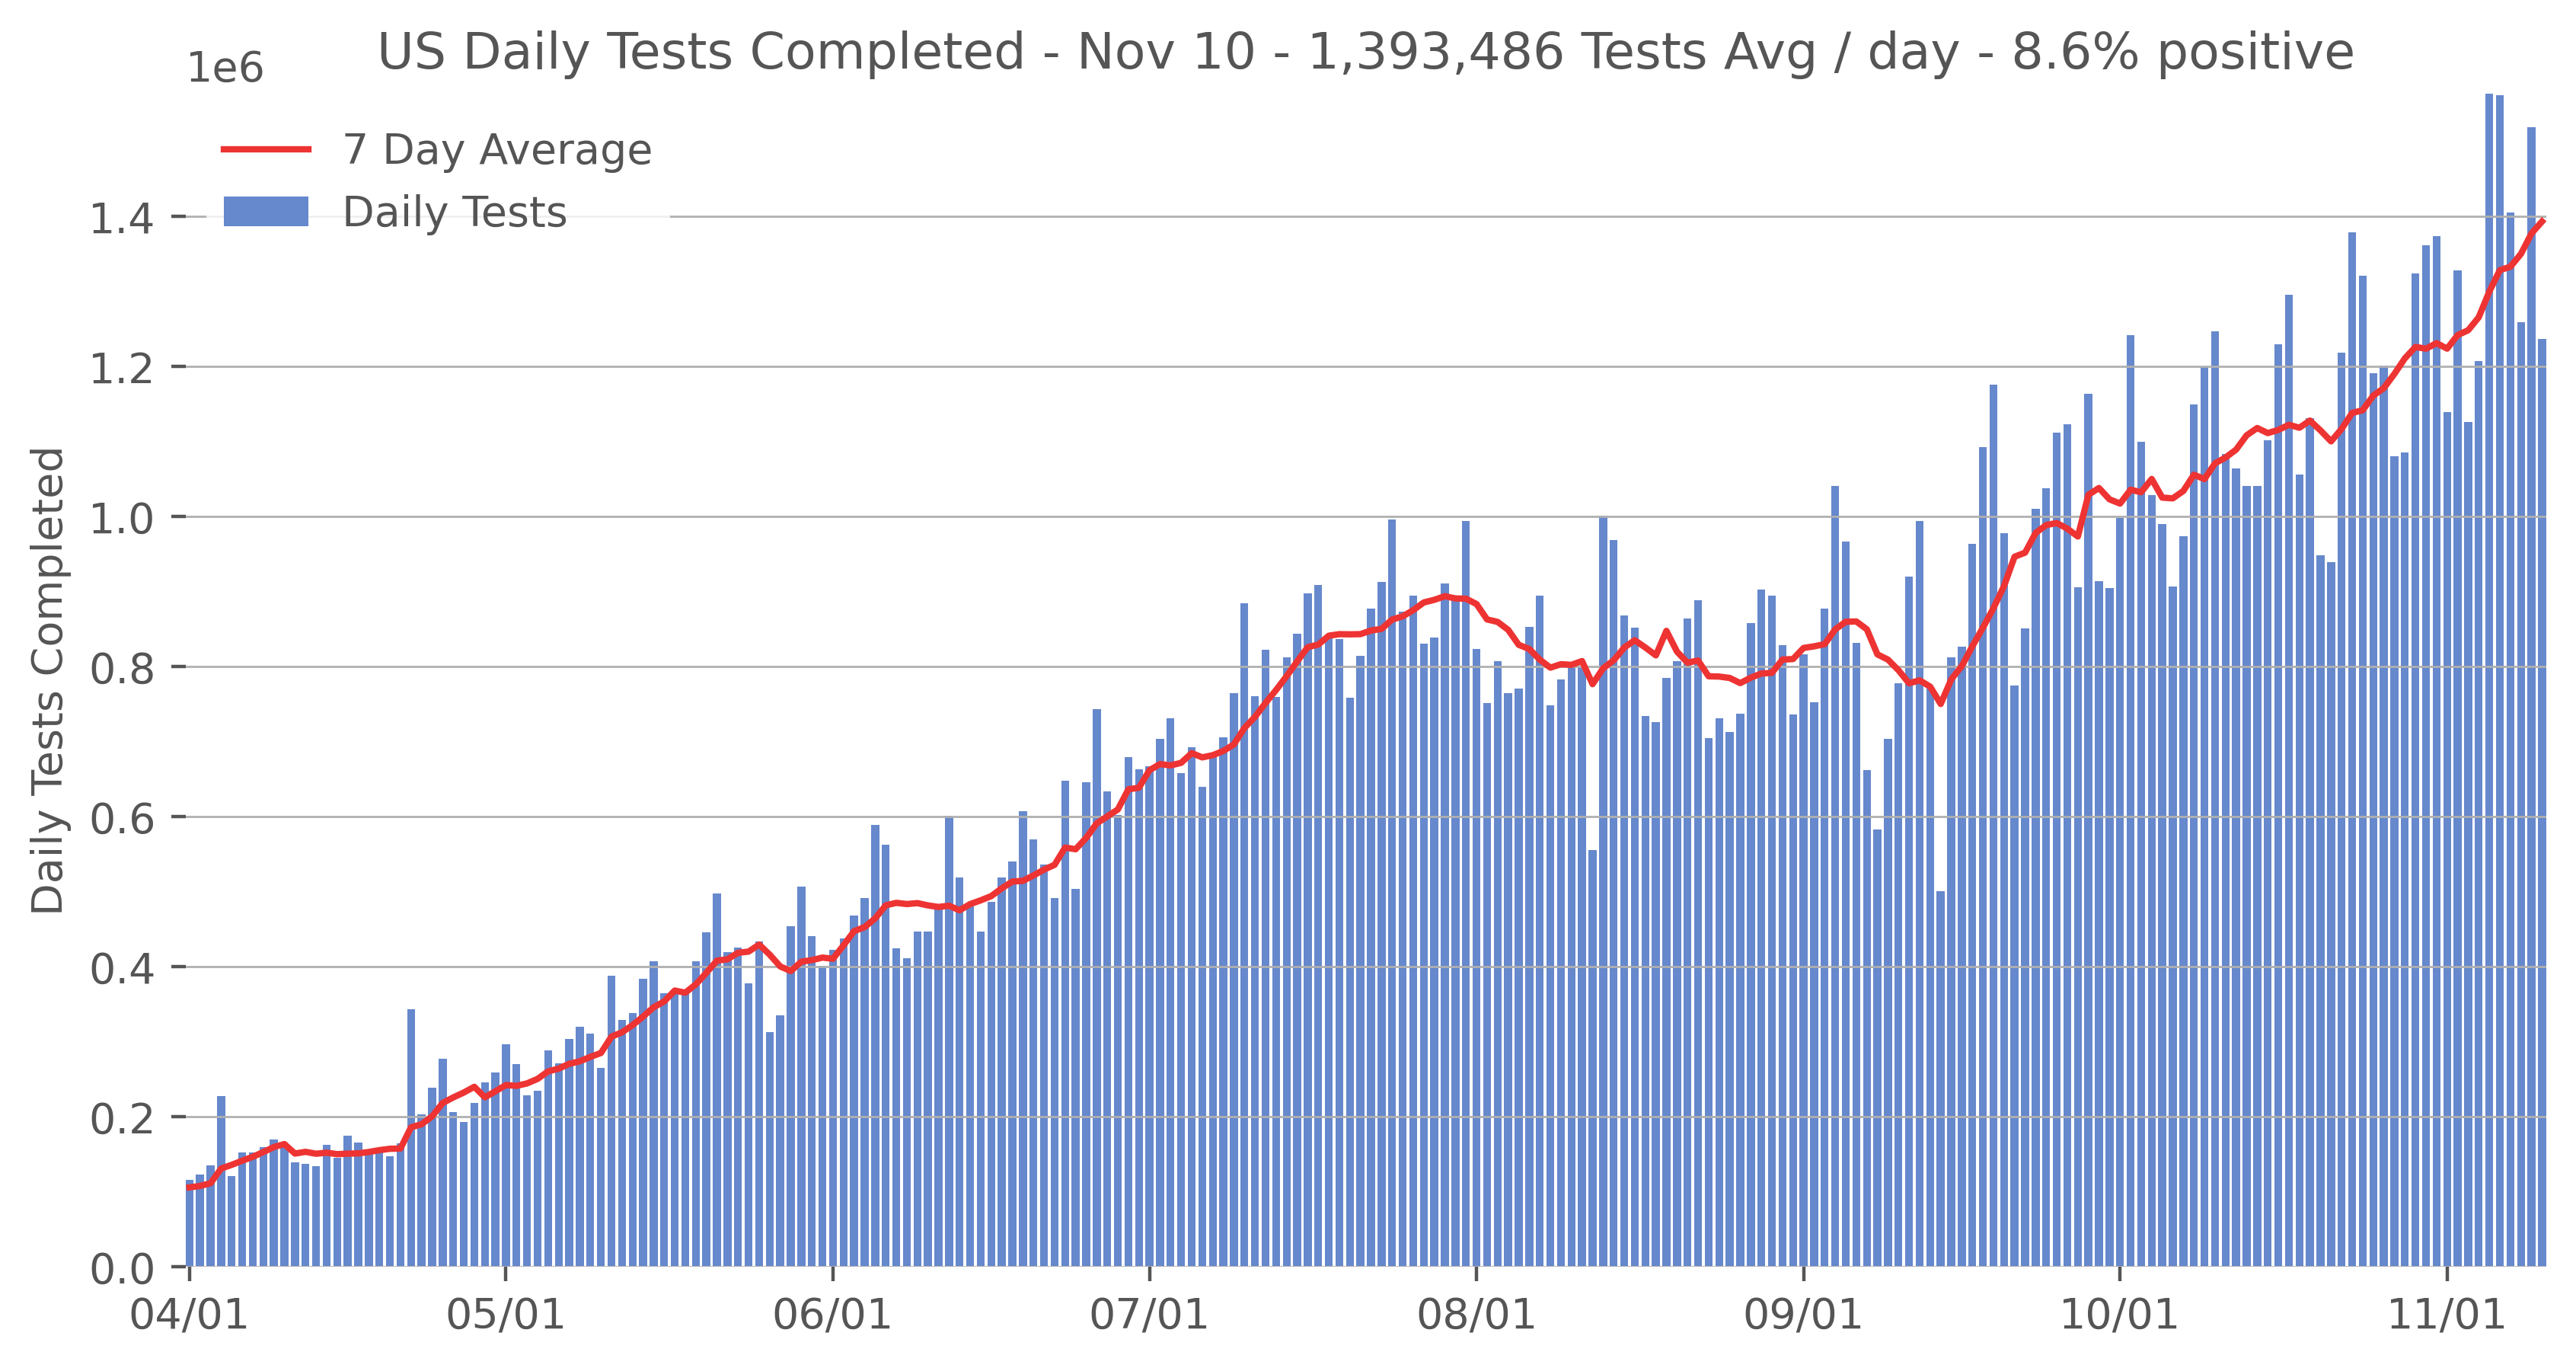 US Daily Tests Completed - Nov 10 - 1,393,486 Tests Avg / day - 8.6% positive
1e6
7 Day Average
Daily Tests
Daily Tests Completed
1.4
1.2
1.0
0.8
0.6
0.4
0.2
0.0
04/01 05/01 06/01 07/01 08/01 09/01 10/01 11/01